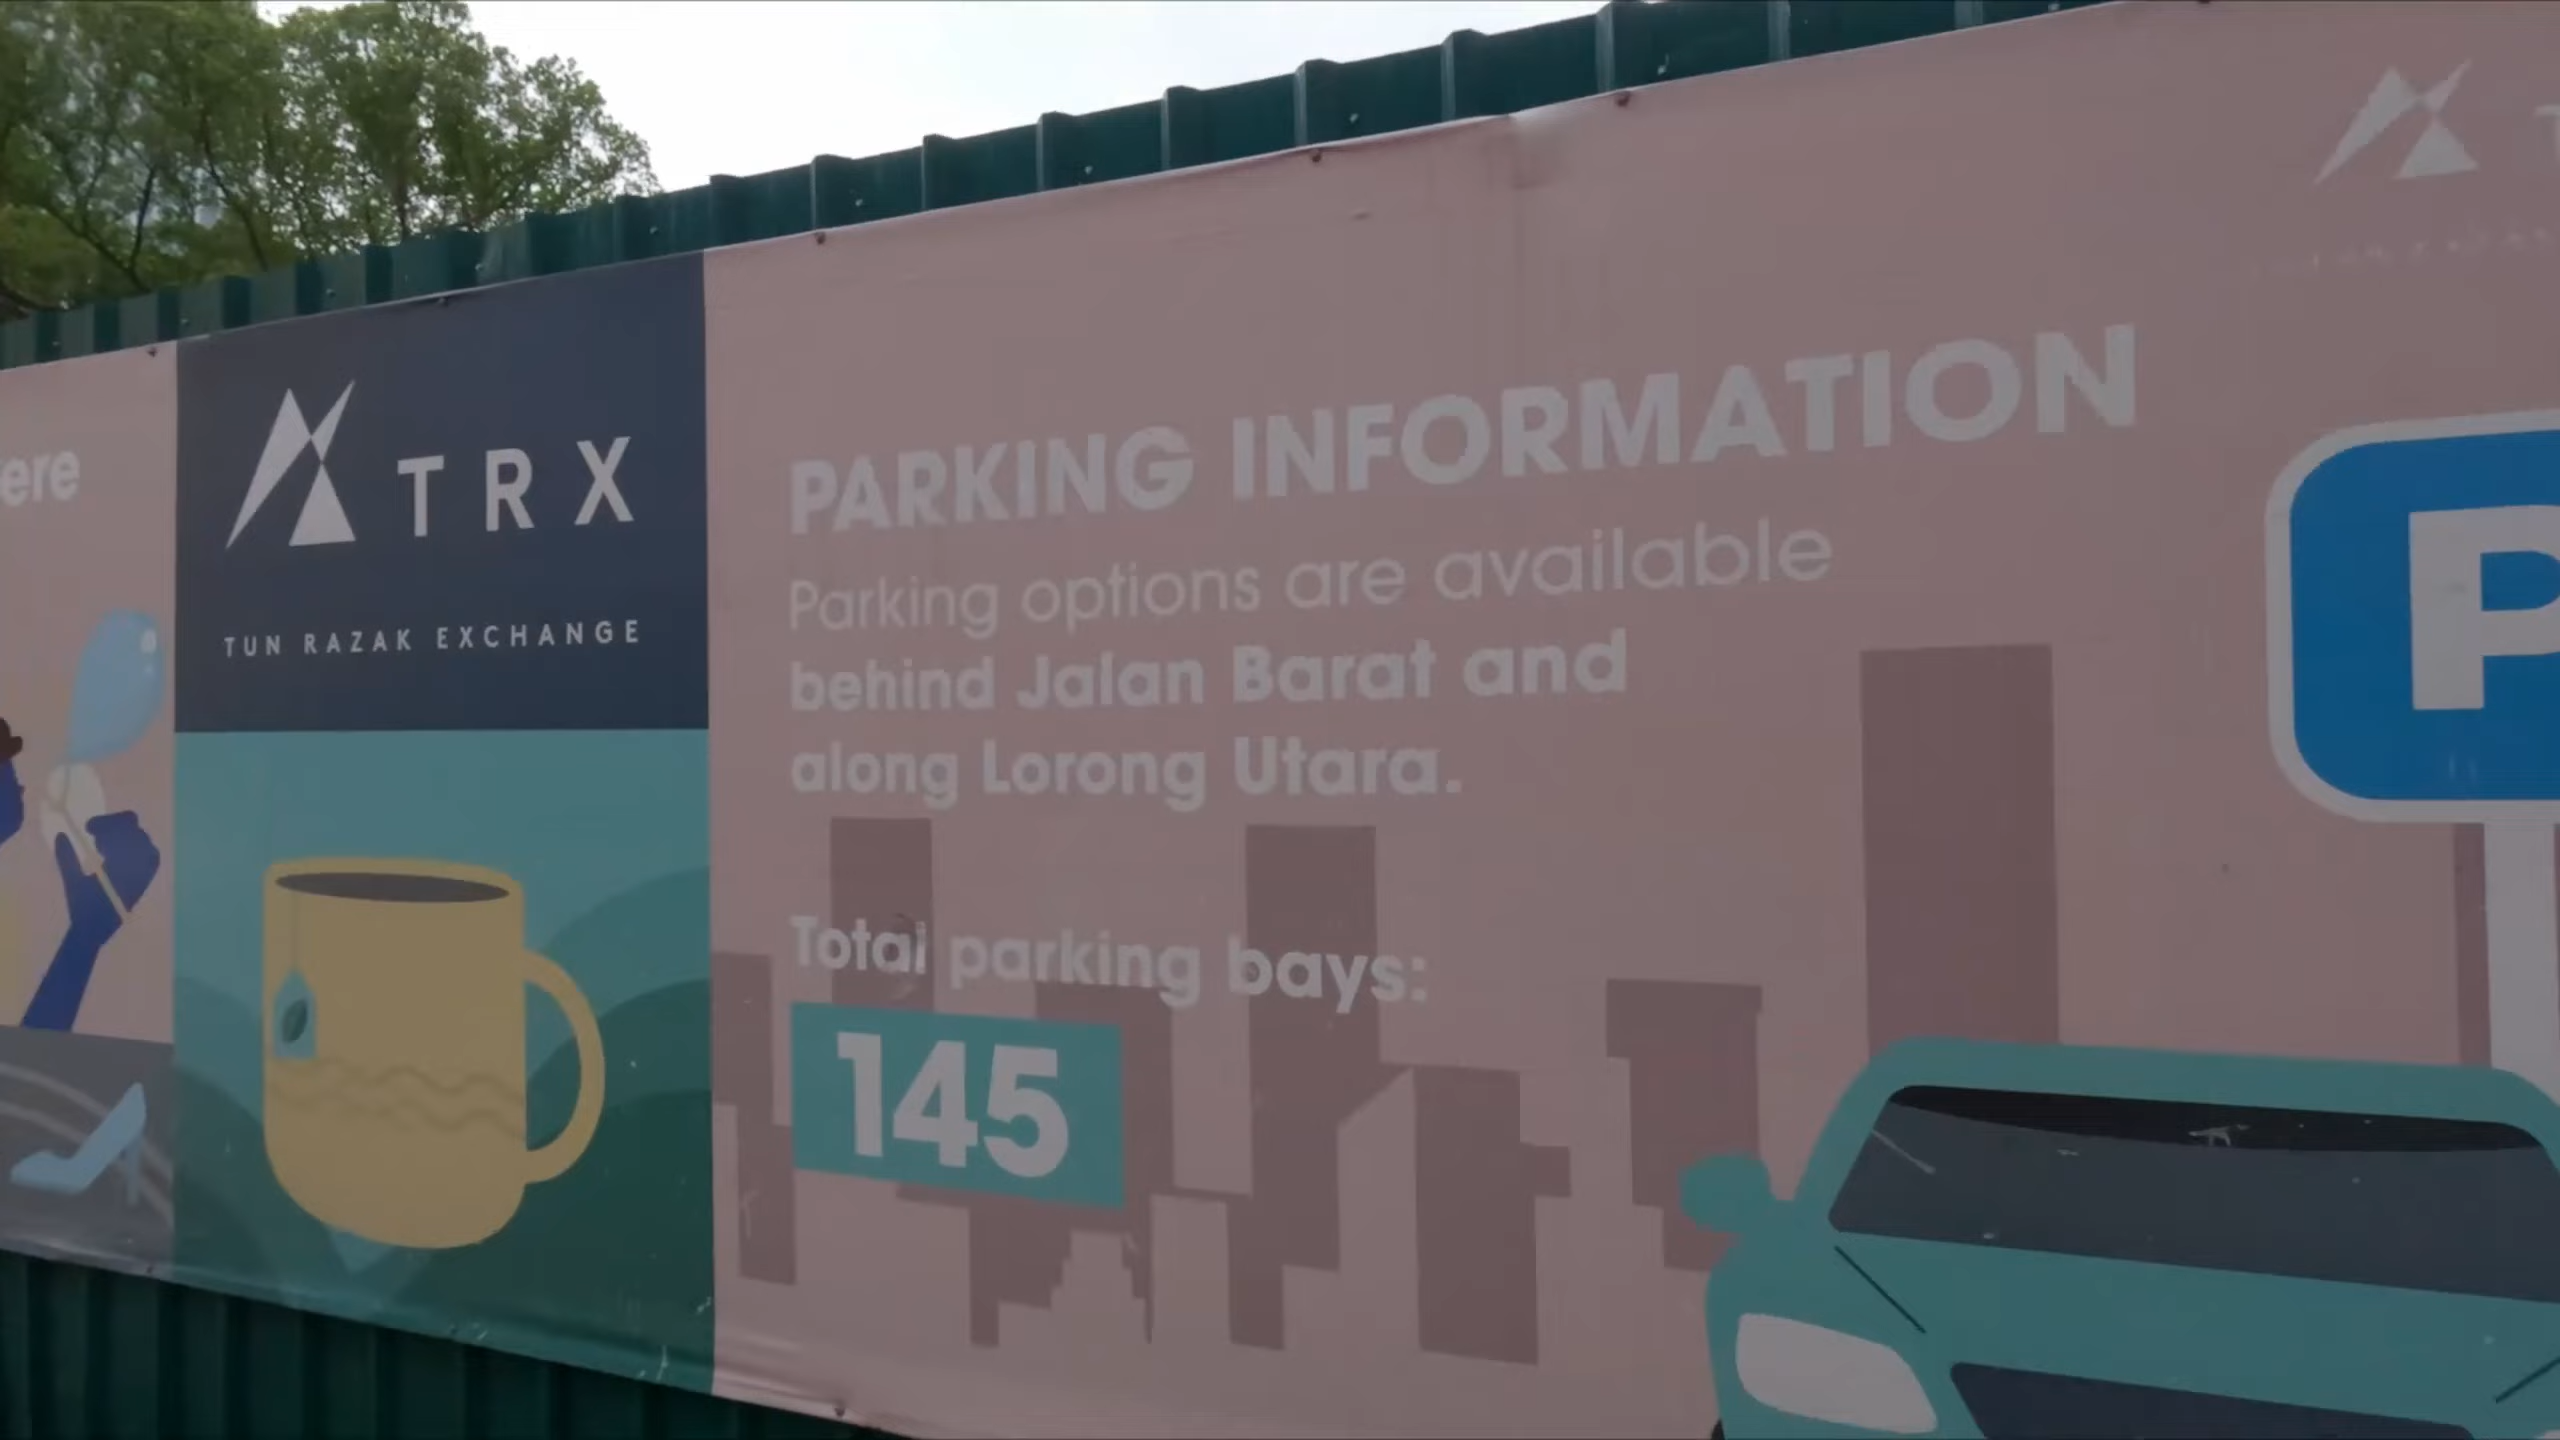 ere
TRX
TUN RAZAK EXCHANGE
PARKING INFORMATION
Parking options are available
behind Jalan Barat and
along Lorong Utara.
Total parking bays:
145
P